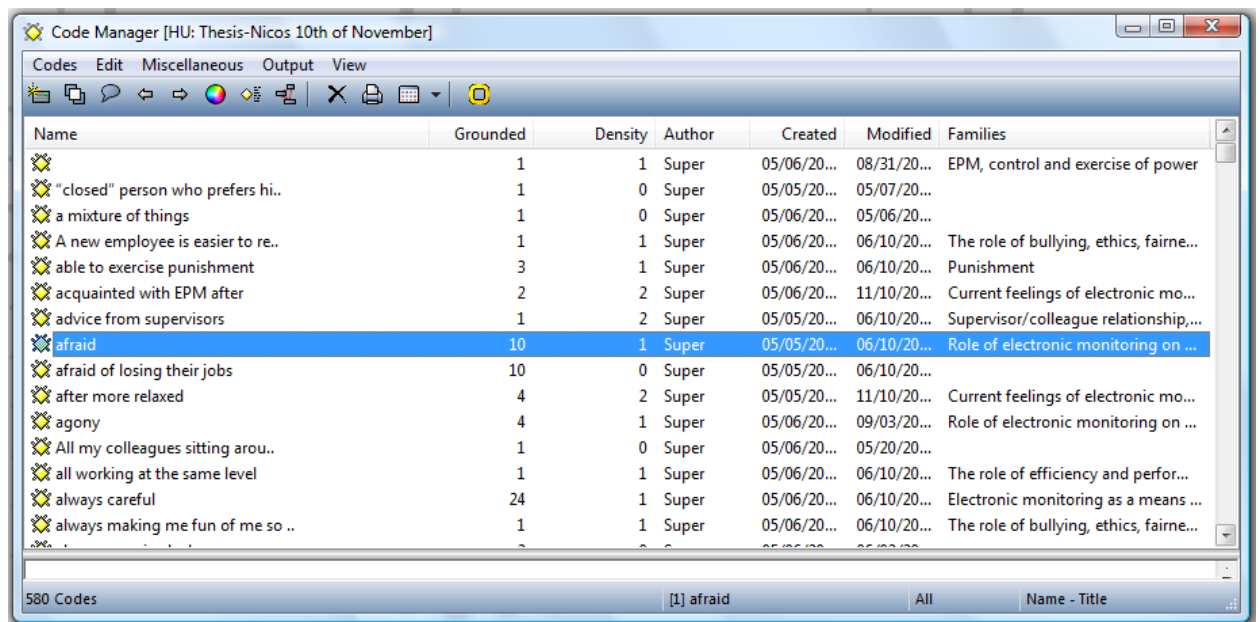 Code Manager [HU: Thesis-Nicos 10th of November]
Codes Edit Miscellaneous Output View
Name Grounded Density Author Created Modified Families
1 1 Super 05/06/20... 08/31/20... EPM, control and exercise of power
"closed" person who prefers hi.. 1 0 Super 05/05/20... 05/07/20...
a mixture of things 1 0 Super 05/06/20... 05/06/20...
A new employee is easier to re.. 1 1 Super 05/06/20... 06/10/20... The role of bullying, ethics, fairne...
able to exercise punishment 3 1 Super 05/06/20... 06/10/20... Punishment
acquainted with EPM after 2 2 Super 05/06/20... 11/10/20... Current feelings of electronic mo...
advice from supervisors 1 2 Super 05/05/20... 06/10/20... Supervisor/colleague relationship,...
afraid 10 1 Super 05/05/20... 06/10/20... Role of electronic monitoring on ...
afraid of losing their jobs 10 0 Super 05/05/20... 06/10/20...
after more relaxed 4 2 Super 05/05/20... 11/10/20... Current feelings of electronic mo...
agony 4 1 Super 05/06/20... 09/03/20... Role of electronic monitoring on ...
All my colleagues sitting arou.. 1 0 Super 05/06/20... 05/20/20...
all working at the same level 1 1 Super 05/06/20... 06/10/20... The role of efficiency and perfor...
always careful 24 1 Super 05/06/20... 06/10/20... Electronic monitoring as a means ...
always making me fun of me so .. 1 1 Super 05/06/20... 06/10/20... The role of bullying, ethics, fairne...
580 Codes [1] afraid All Name - Title